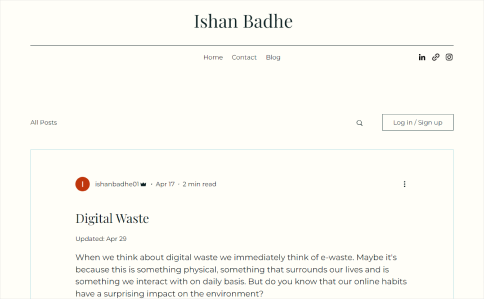 Ishan Badhe
Home Contact Blog
All Posts
Log In / Sign up
I ishanbadhe01 · Apr 17 · 2 min read
Digital Waste
Updated: Apr 29
When we think about digital waste we immediately think of e-waste. Maybe it's
because this is something physical, something that surrounds our lives and is
something we interact with on daily basis. But do you know that our online habits
have a surprising impact on the environment?